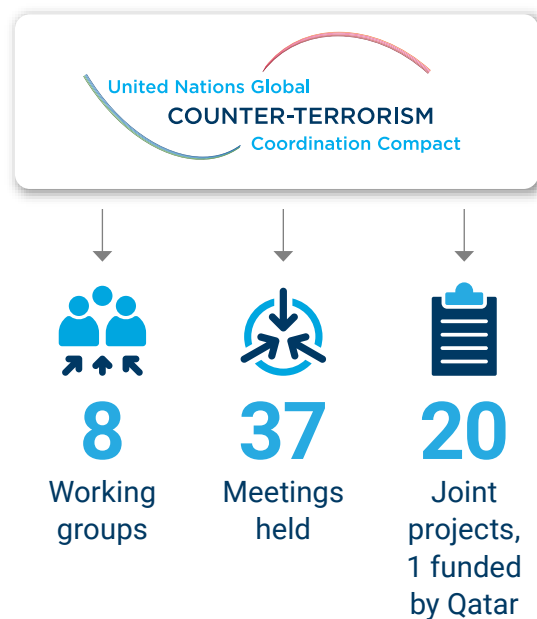 United Nations Global
COUNTER-TERRORISM
Coordination Compact
8
Working
groups
37
Meetings
held
20
Joint
projects,
1 funded
by Qatar